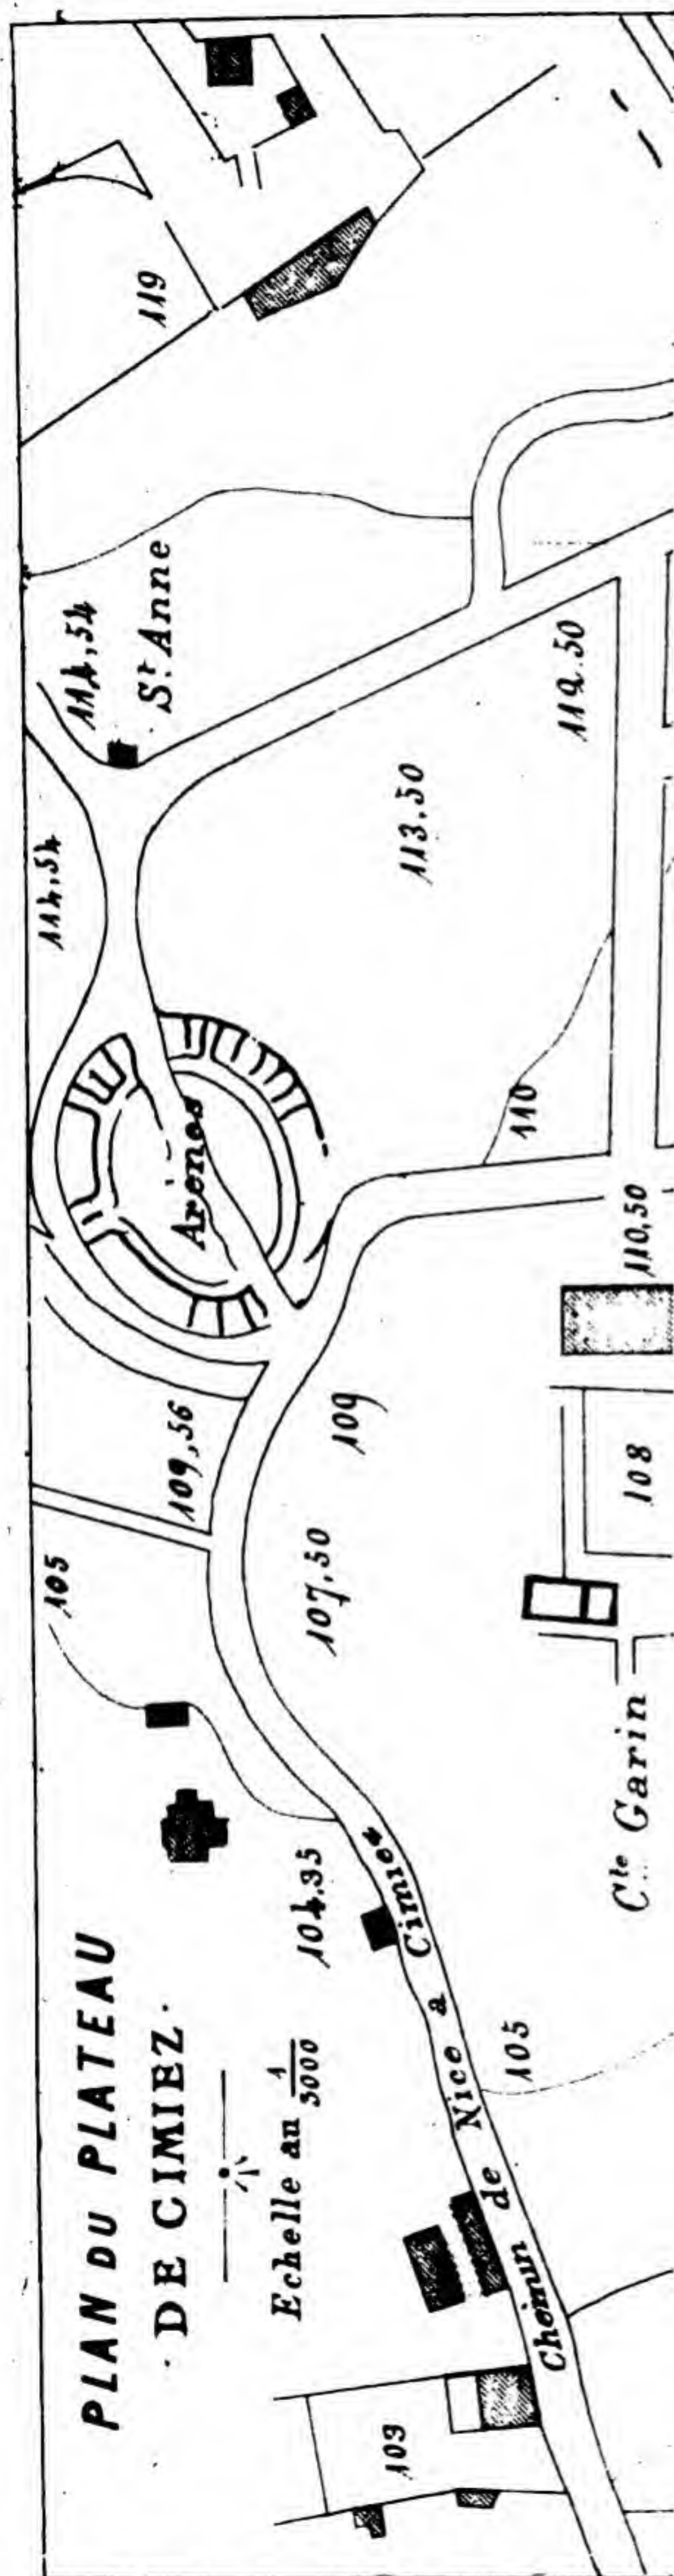 PLAN DU PLATEAU
DE CIMIEZ.
Echelle au 1/5000
119
114,54
St. Anne
114,54
113.50
112.50
110
Arènes
110,50
109,56
109
108
107,50
105
104.95
Cte Garin
105
Chemin de Nice a Cimiez
103